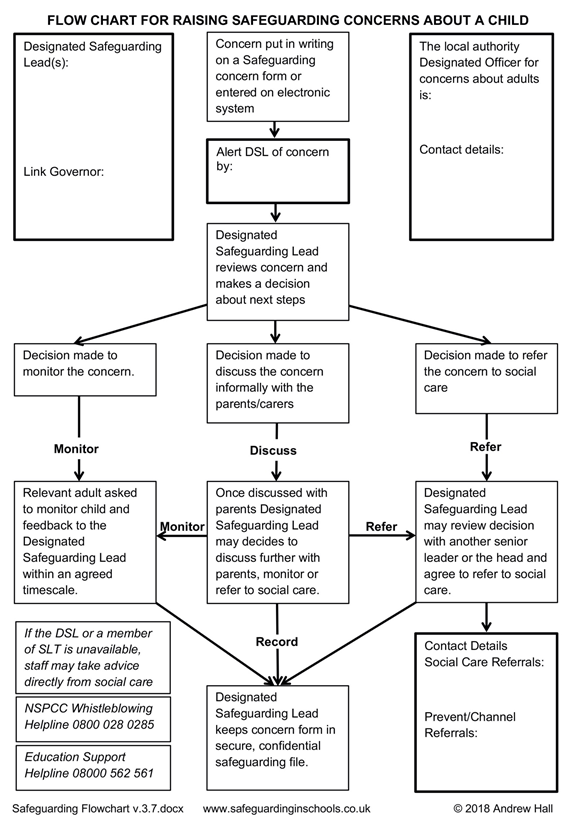 FLOW CHART FOR RAISING SAFEGUARDING CONCERNS ABOUT A CHILD
Designated Safeguarding
Lead(s):
Link Governor:
Concern put in writing
on a Safeguarding
concern form or
entered on electronic
system
The local authority
Designated Officer for
concerns about adults
is:
Contact details:
Alert DSL of concern
by:
Designated
Safeguarding Lead
reviews concern and
makes a decision
about next steps
Decision made to
monitor the concern.
Decision made to
discuss the concern
informally with the
parents/carers
Decision made to refer
the concern to social
care
Monitor
Discuss
Refer
Relevant adult asked
to monitor child and
feedback to the
Designated
Safeguarding Lead
within an agreed
timescale.
Monitor
Once discussed with
parents Designated
Safeguarding Lead
may decides to
discuss further with
parents, monitor or
refer to social care.
Refer
Designated
Safeguarding Lead
may review decision
with another senior
leader or the head and
agree to refer to social
care.
If the DSL or a member
of SLT is unavailable,
staff may take advice
directly from social care
NSPCC Whistleblowing
Helpline 0800 028 0285
Education Support
Helpline 08000 562 561
Record
Designated
Safeguarding Lead
keeps concern form in
secure, confidential
safeguarding file.
Contact Details
Social Care Referrals:
Prevent/Channel
Referrals:
Safeguarding Flowchart v.3.7.docx www.safeguardinginschools.co.uk © 2018 Andrew Hall